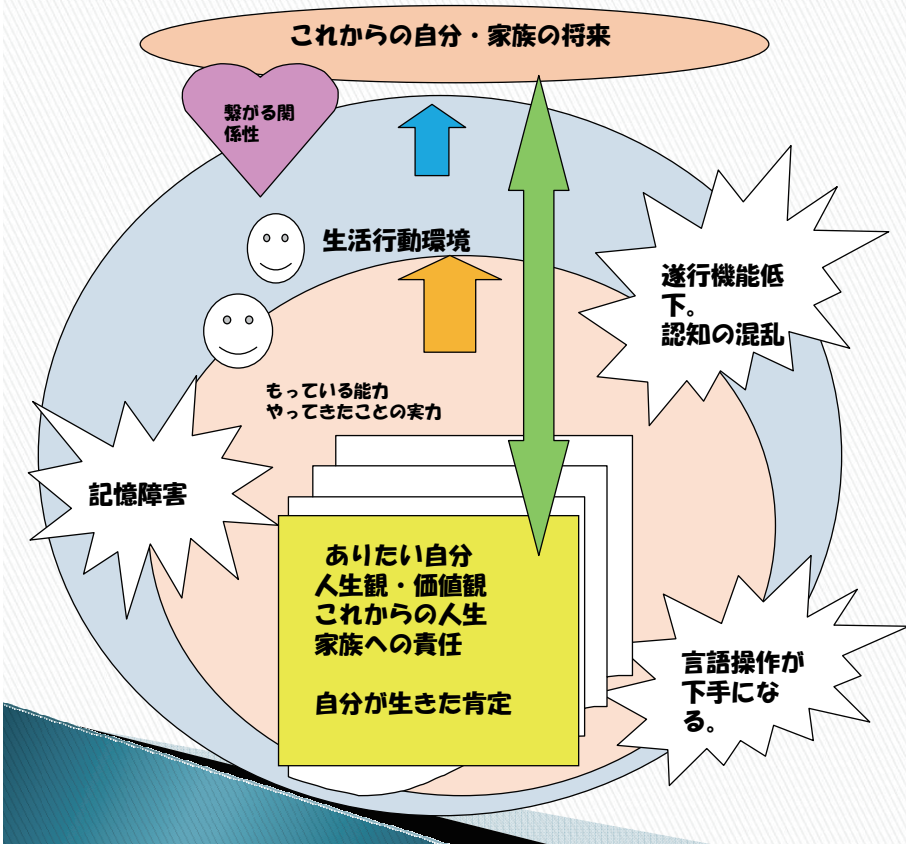 これからの自分・家族の将来
繋がる関
係性
生活行動環境
遂行機能低
下。
認知の混乱
もっている能力
やってきたことの実力
記憶障害
ありたい自分
人生観・価値観
これからの人生
家族への責任
自分が生きた肯定
言語操作が
下手にな
る。